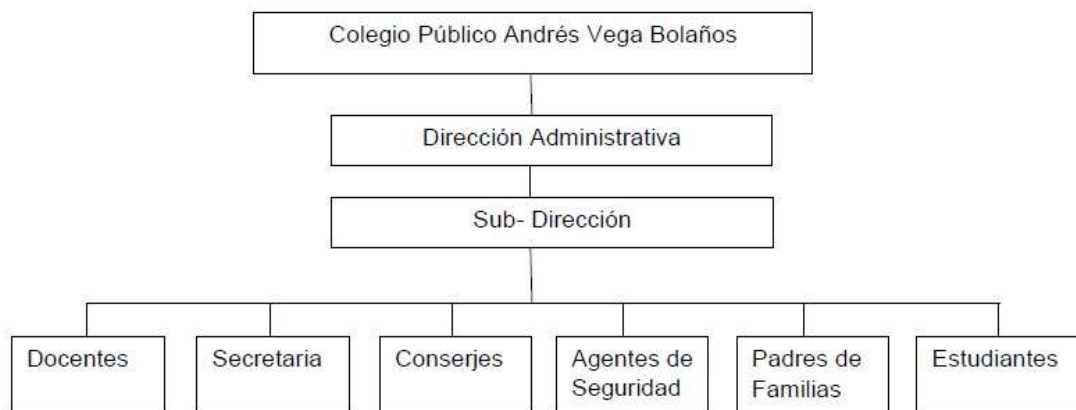 Colegio Público Andrés Vega Bolaños
Dirección Administrativa
Sub- Dirección
Docentes
Secretaria
Conserjes
Agentes de
Seguridad
Padres de
Familias
Estudiantes